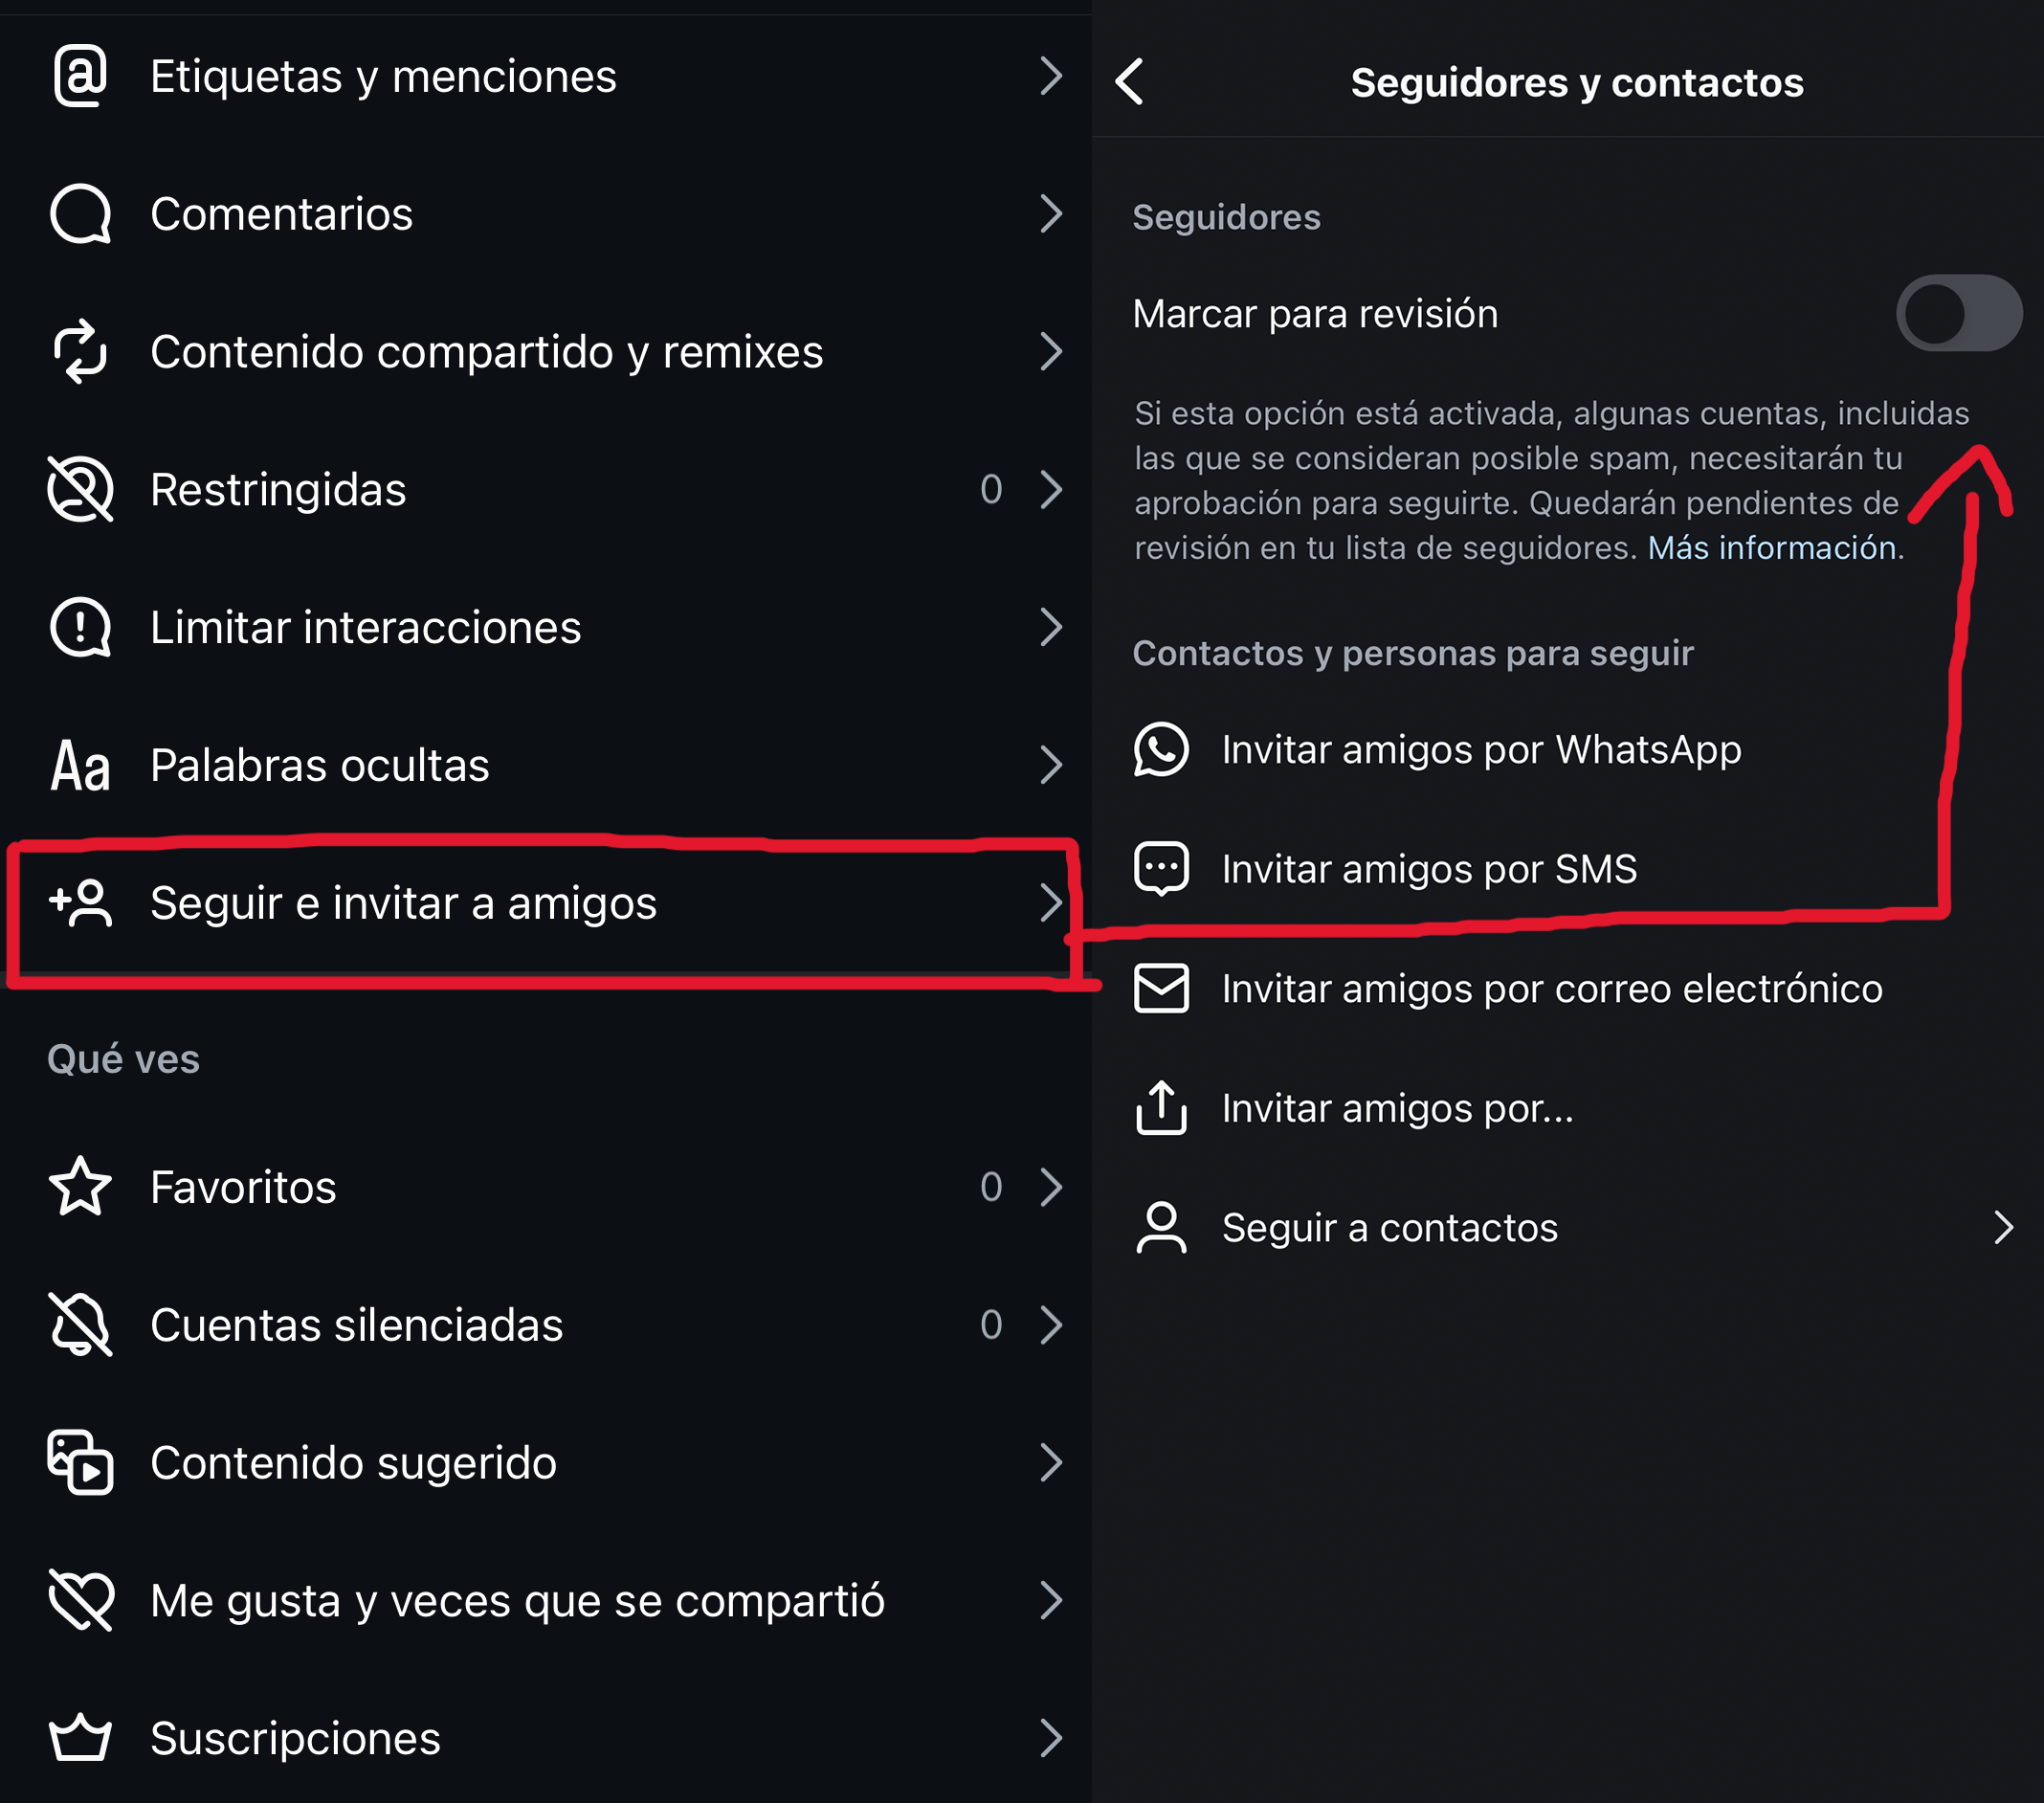 Etiquetas y menciones
Comentarios
Contenido compartido y remixes
Restringidas 0
Limitar interacciones
Aa Palabras ocultas
Seguir e invitar a amigos
Qué ves
Favoritos 0
Cuentas silenciadas 0
Contenido sugerido
Me gusta y veces que se compartió
Suscripciones
Seguidores y contactos
Seguidores
Marcar para revisión
Si esta opción está activada, algunas cuentas, incluidas
las que se consideran posible spam, necesitarán tu
aprobación para seguirte. Quedarán pendientes de
revisión en tu lista de seguidores. Más información.
Contactos y personas para seguir
Invitar amigos por WhatsApp
Invitar amigos por SMS
Invitar amigos por correo electrónico
Invitar amigos por...
Seguir a contactos